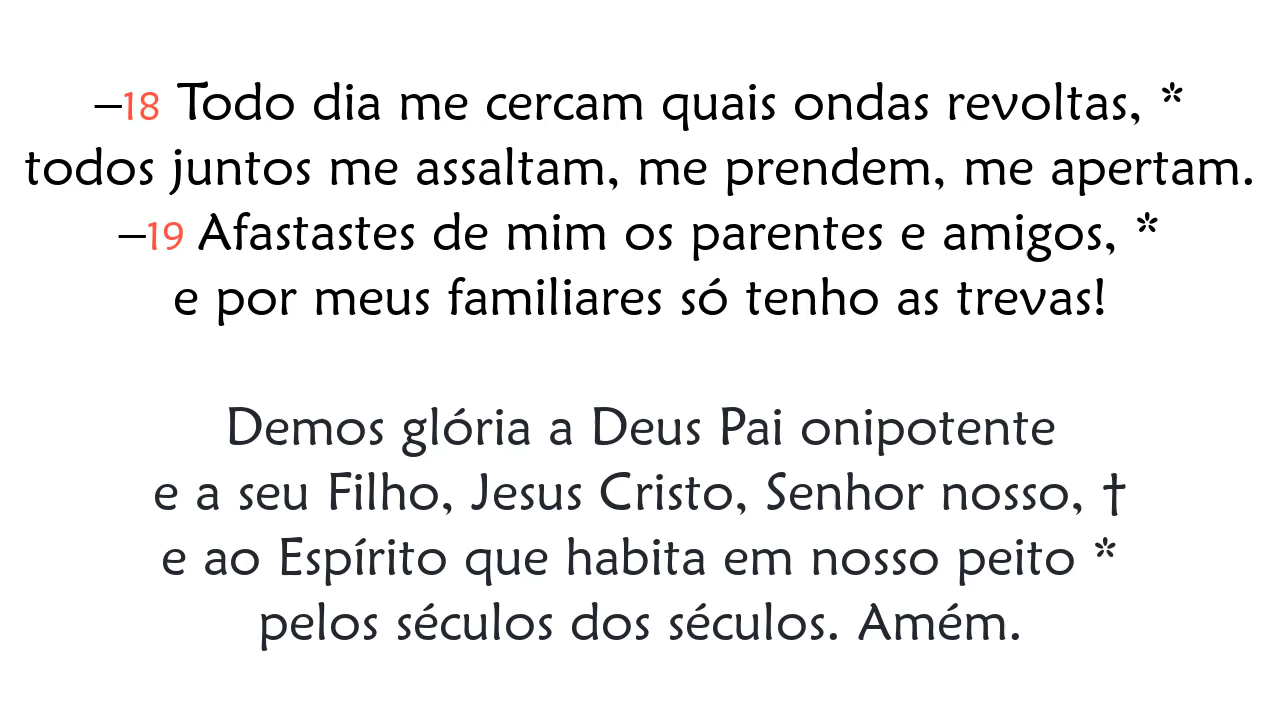 –18 Todo dia me cercam quais ondas revoltas, *
todos juntos me assaltam, me prendem, me apertam.
–19 Afastastes de mim os parentes e amigos, *
e por meus familiares só tenho as trevas!
Demos glória a Deus Pai onipotente
e a seu Filho, Jesus Cristo, Senhor nosso, †
e ao Espírito que habita em nosso peito *
pelos séculos dos séculos. Amém.